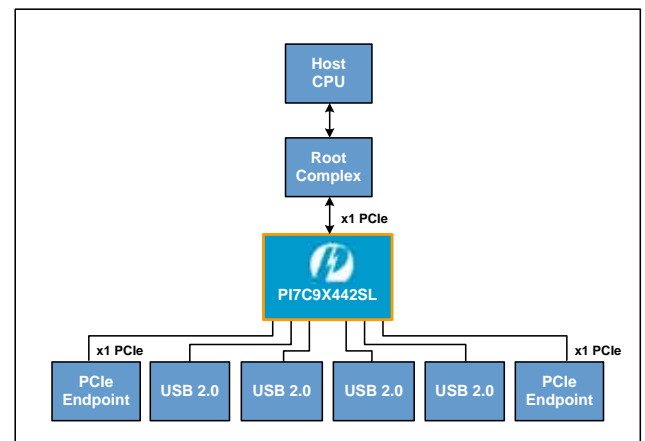 Host
CPU
Root
Complex
x1 PCIe
PI7C9X442SL
x1 PCIe
x1 PCIe
PCIe
Endpoint
USB 2.0
USB 2.0
USB 2.0
USB 2.0
PCIe
Endpoint